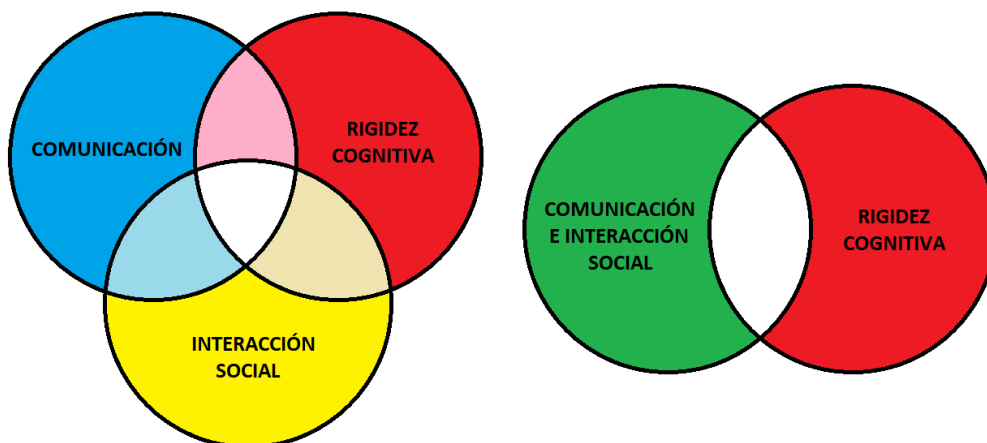 COMUNICACIÓN
RIGIDEZ
COGNITIVA
INTERACCIÓN
SOCIAL
COMUNICACIÓN
E INTERACCIÓN
SOCIAL
RIGIDEZ
COGNITIVA